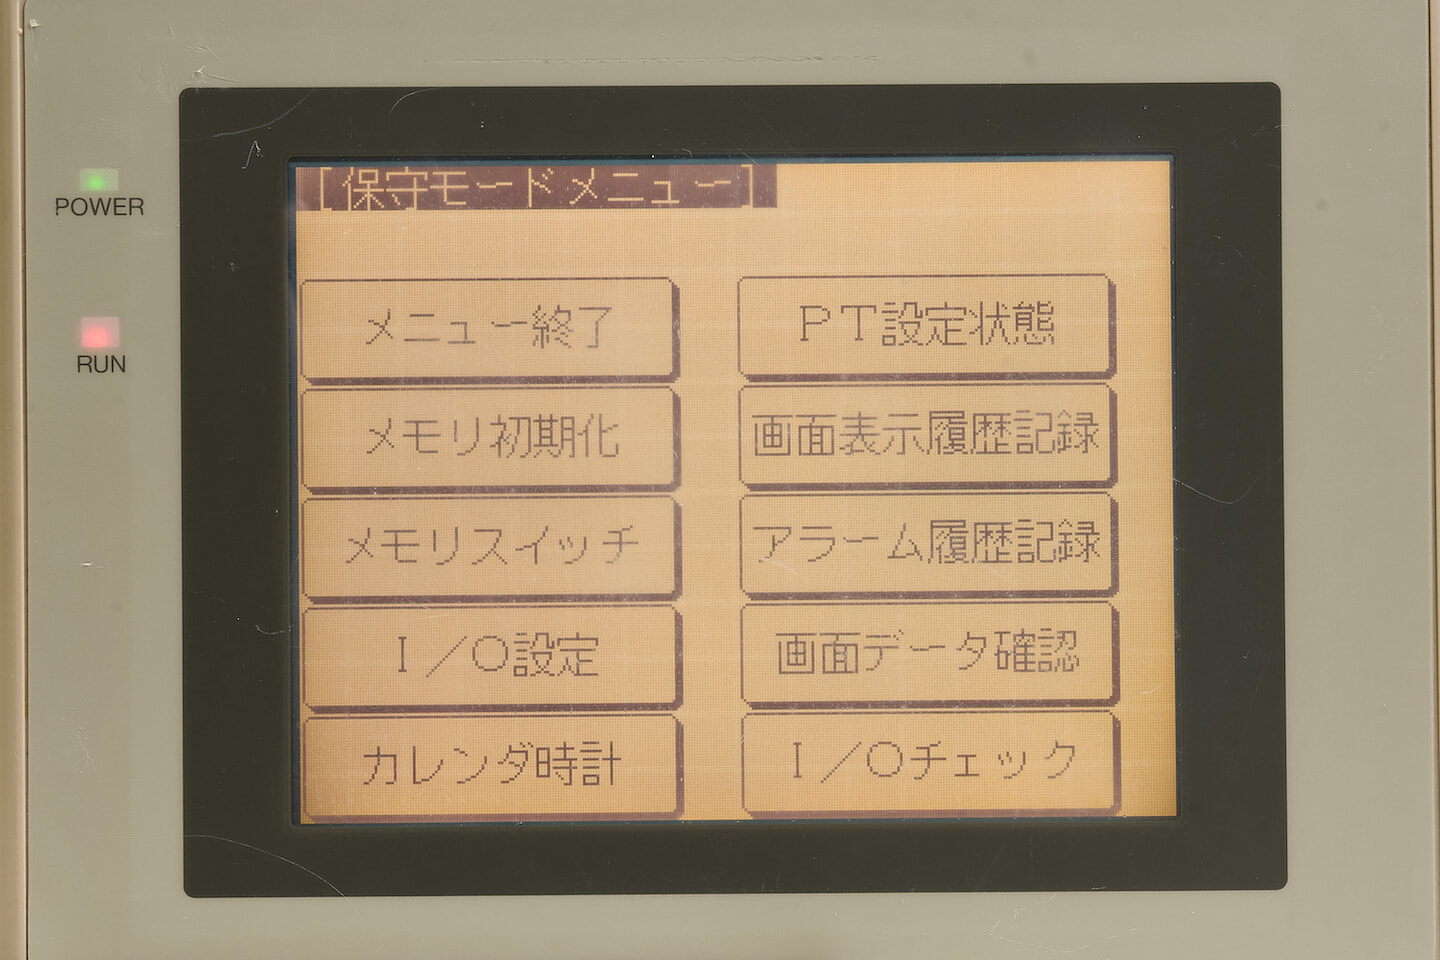 POWER
RUN
[保守モードメニュー]
メニュー終了
PT設定状態
メモリ初期化
画面表示履歴記録
メモリスイッチ
アラーム履歴記録
I/O設定
画面データ確認
カレンダ時計
I/Oチェック